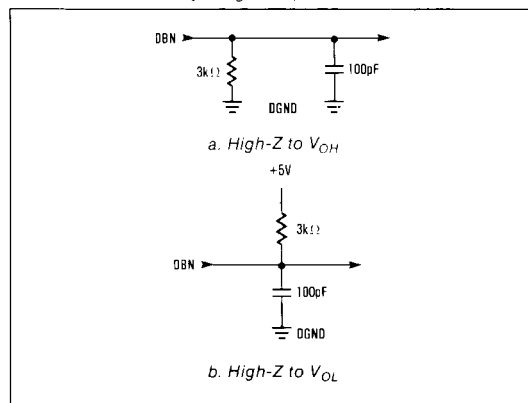 DBN
3kΩ
100pF
DGND
a. High-Z to VOH
+5V
3kΩ
DBN
100pF
DGND
b. High-Z to VOL